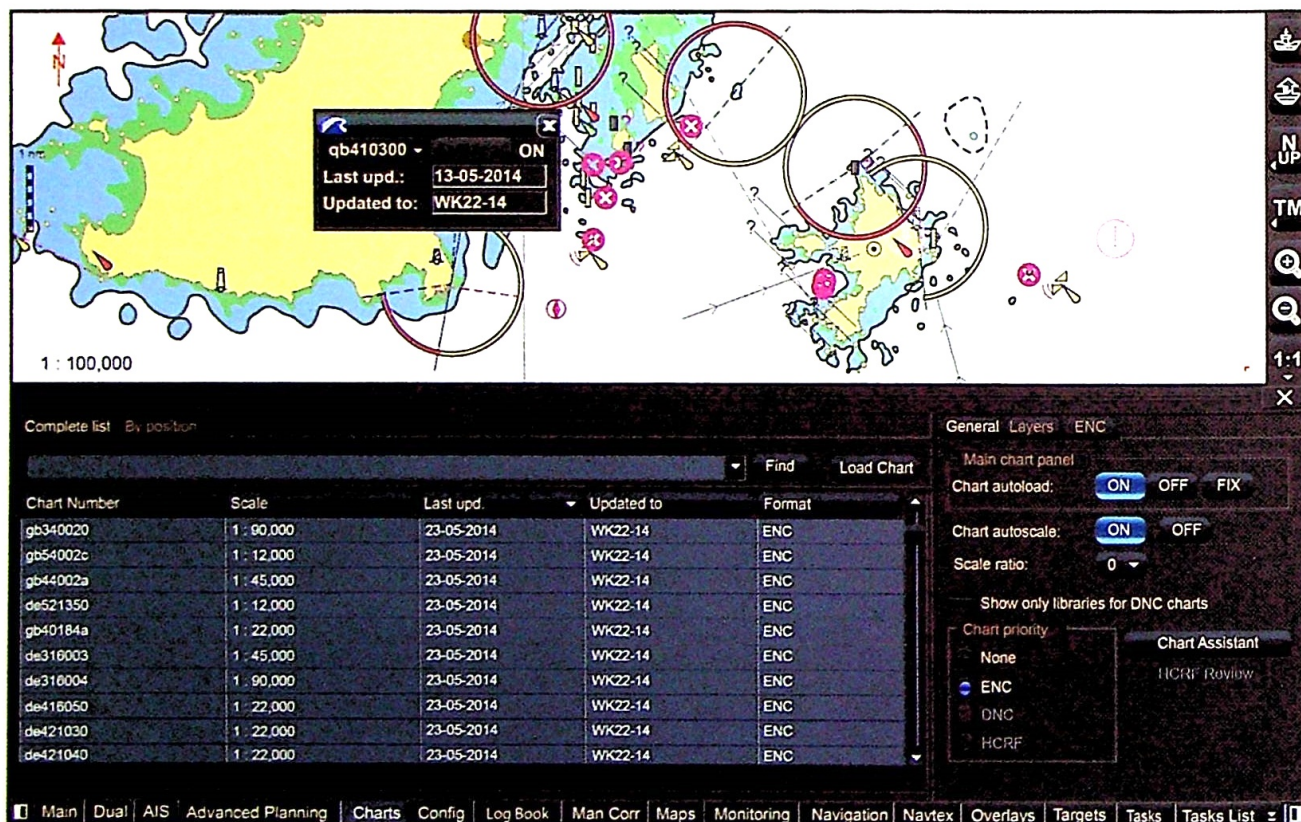 N
1 nm
qb410300 ON
Last upd.: 13-05-2014
Updated to: WK22-14
1 : 100,000
N
UP
TM
1:1
Complete list By position
Find Load Chart
Chart Number Scale Last upd. Updated to Format
gb340020 1 : 90,000 23-05-2014 WK22-14 ENC
gb54002c 1 : 12,000 23-05-2014 WK22-14 ENC
gb44002a 1 : 45,000 23-05-2014 WK22-14 ENC
de521350 1 : 12,000 23-05-2014 WK22-14 ENC
gb40184a 1 : 22,000 23-05-2014 WK22-14 ENC
de316003 1 : 45,000 23-05-2014 WK22-14 ENC
de316004 1 : 90,000 23-05-2014 WK22-14 ENC
de416050 1 : 22,000 23-05-2014 WK22-14 ENC
de421030 1 : 22,000 23-05-2014 WK22-14 ENC
de421040 1 : 22,000 23-05-2014 WK22-14 ENC
General Layers ENC
Main chart panel
Chart autoload: ON OFF FIX
Chart autoscale: ON OFF
Scale ratio: 0
Show only libraries for DNC charts
Chart priority
None
ENC
DNC
HCRF
Chart Assistant
HCRF Review
Main Dual AIS Advanced Planning Charts Config Log Book Man Corr Maps Monitoring Navigation Navtex Overlays Targets Tasks Tasks List